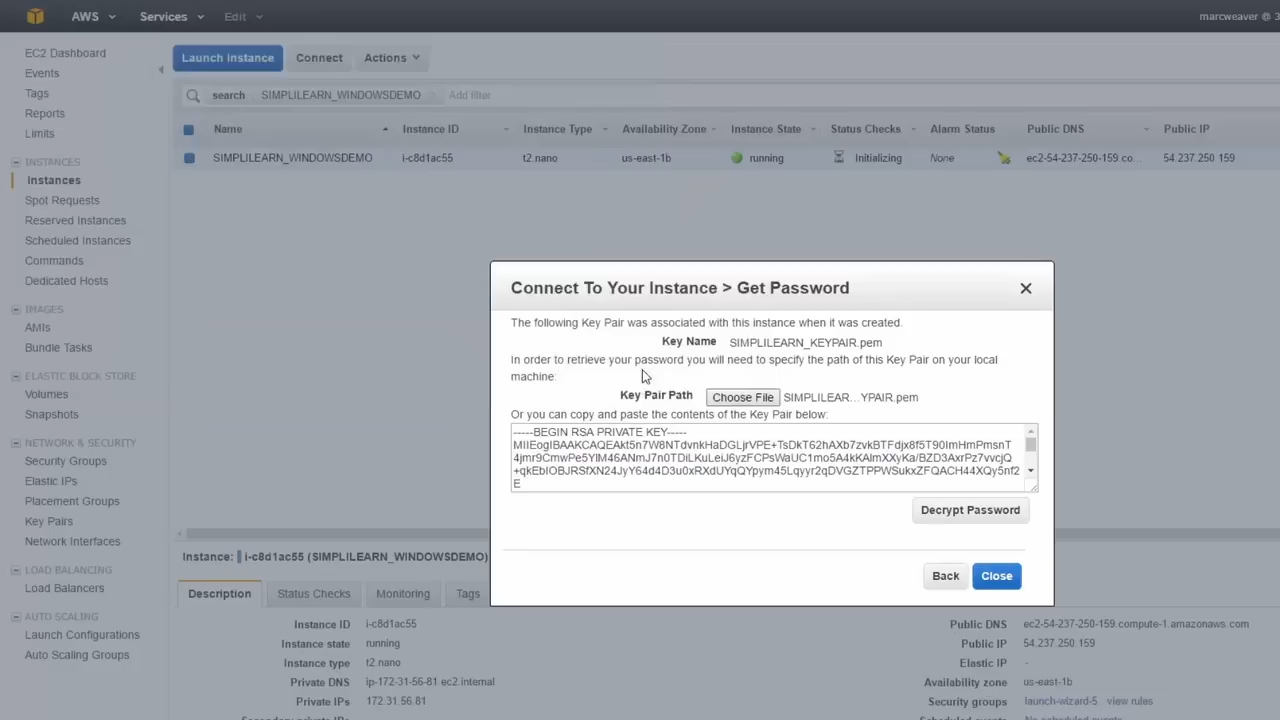 AWS Services Edit marcweaver @ 3
EC2 Dashboard
Events
Tags
Reports
Limits
INSTANCES
Instances
Spot Requests
Reserved Instances
Scheduled Instances
Commands
Dedicated Hosts
IMAGES
AMIs
Bundle Tasks
ELASTIC BLOCK STORE
Volumes
Snapshots
NETWORK & SECURITY
Security Groups
Elastic IPs
Placement Groups
Key Pairs
Network Interfaces
LOAD BALANCING
Load Balancers
AUTO SCALING
Launch Configurations
Auto Scaling Groups
Launch Instance Connect Actions
search SIMPLILEARN_WINDOWSDEMO Add filter
Name Instance ID Instance Type Availability Zone Instance State Status Checks Alarm Status Public DNS Public IP
SIMPLILEARN_WINDOWSDEMO i-c8d1ac55 t2.nano us-east-1b running Initializing None ec2-54-237-250-159.co... 54.237.250.159
Connect To Your Instance > Get Password
The following Key Pair was associated with this instance when it was created.
Key Name SIMPLILEARN_KEYPAIR.pem
In order to retrieve your password you will need to specify the path of this Key Pair on your local
machine:
Key Pair Path Choose File SIMPLILEAR...YPAIR.pem
Or you can copy and paste the contents of the Key Pair below:
-----BEGIN RSA PRIVATE KEY-----
E
Decrypt Password
Back Close
Instance: i-c8d1ac55 (SIMPLILEARN_WINDOWSDEMO)
Description Status Checks Monitoring Tags
Instance ID i-c8d1ac55 Public DNS ec2-54-237-250-159.compute-1.amazonaws.com
Instance state running Public IP 54.237.250.159
Instance type t2.nano Elastic IP -
Private DNS ip-172-31-56-81.ec2.internal Availability zone us-east-1b
Private IPs 172.31.56.81 Security groups launch-wizard-5. view rules
Secondary private IPs Scheduled events No scheduled events